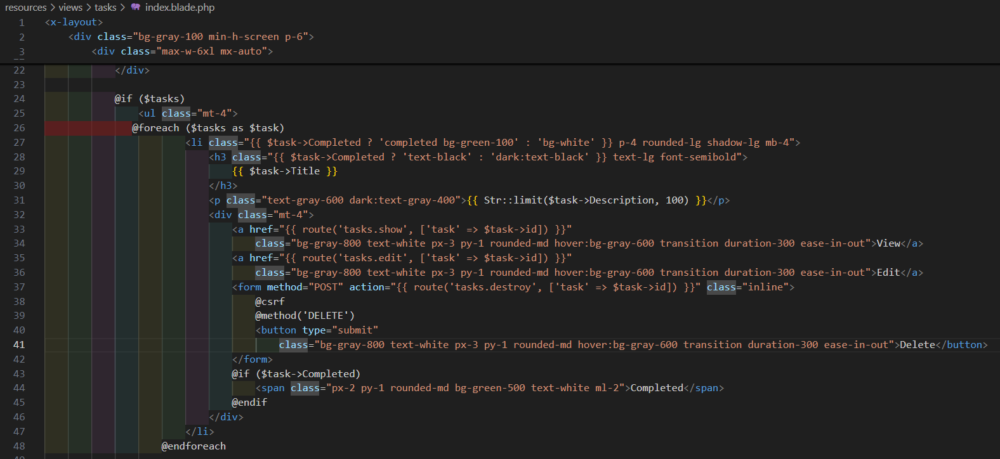 resources > views > tasks > index.blade.php
1 <x-layout>
2 <div class="bg-gray-100 min-h-screen p-6">
3 <div class="max-w-6xl mx-auto">
22 </div>
23
24 @if ($tasks)
25 <ul class="mt-4">
26 @foreach ($tasks as $task)
27 <li class="{{ $task->Completed ? 'completed bg-green-100' : 'bg-white' }} p-4 rounded-lg shadow-lg mb-4">
28 <h3 class="{{ $task->Completed ? 'text-black' : 'dark:text-black' }} text-lg font-semibold">
29 {{ $task->Title }}
30 </h3>
31 <p class="text-gray-600 dark:text-gray-400">{{ Str::limit($task->Description, 100) }}</p>
32 <div class="mt-4">
33 <a href="{{ route('tasks.show', ['task' => $task->id]) }}"
34 class="bg-gray-800 text-white px-3 py-1 rounded-md hover:bg-gray-600 transition duration-300 ease-in-out">View</a>
35 <a href="{{ route('tasks.edit', ['task' => $task->id]) }}"
36 class="bg-gray-800 text-white px-3 py-1 rounded-md hover:bg-gray-600 transition duration-300 ease-in-out">Edit</a>
37 <form method="POST" action="{{ route('tasks.destroy', ['task' => $task->id]) }}" class="inline">
38 @csrf
39 @method('DELETE')
40 <button type="submit"
41 class="bg-gray-800 text-white px-3 py-1 rounded-md hover:bg-gray-600 transition duration-300 ease-in-out">Delete</button>
42 </form>
43 @if ($task->Completed)
44 <span class="px-2 py-1 rounded-md bg-green-500 text-white ml-2">Completed</span>
45 @endif
46 </div>
47 </li>
48 @endforeach